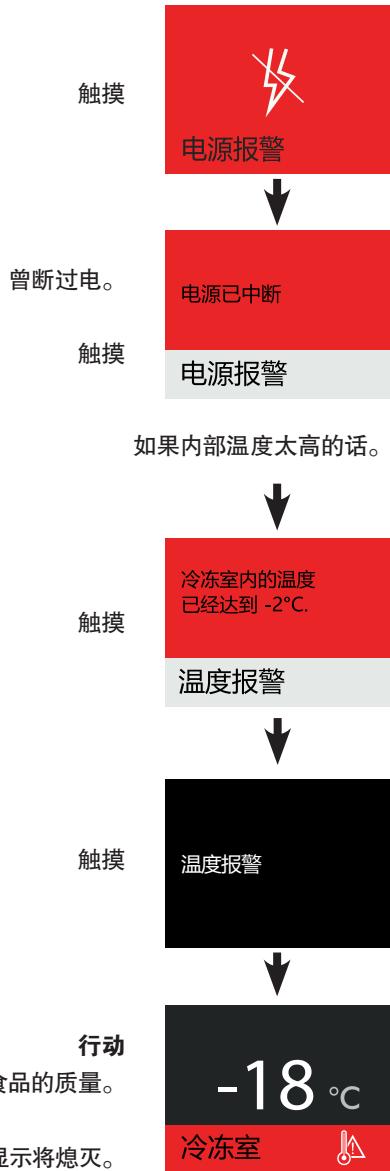 触摸
电源报警
曾断过电。
电源已中断
触摸
电源报警
如果内部温度太高的话。
冷冻室内的温度
已经达到 -2°C.
触摸
温度报警
触摸
温度报警
行动
食品的质量。
-18 °C
显示将熄灭。
冷冻室